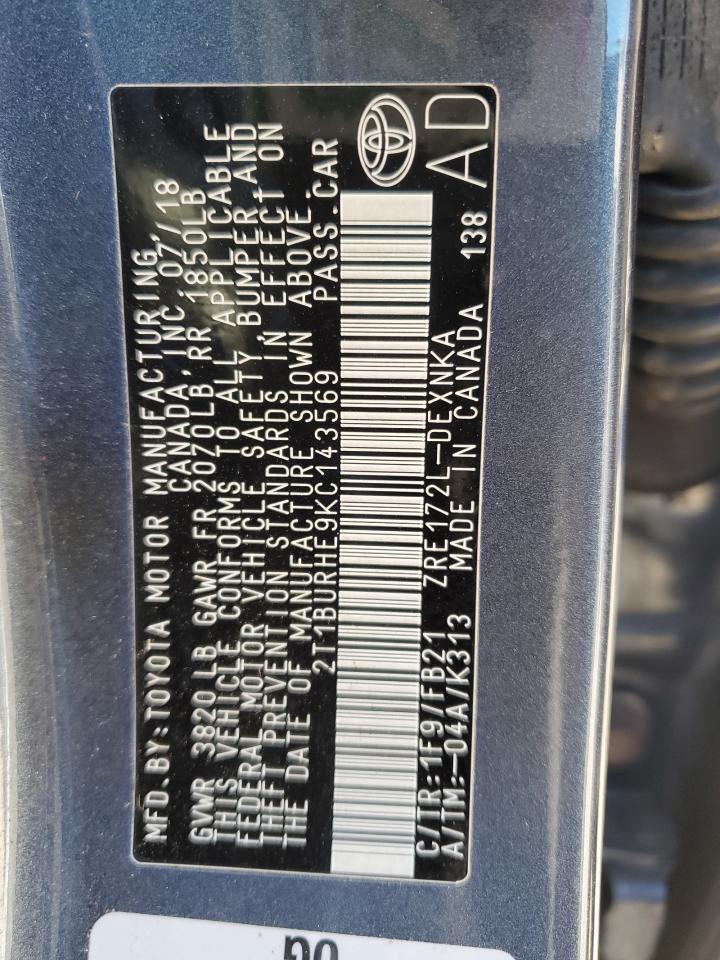 MFD.BY:TOYOTA MOTOR MANUFACTURING,
CANADA,INC. 07/18
GVWR 3820LB GAWR FR 2070LB,RR 1850LB
THIS VEHICLE CONFORMS TO ALL APPLICABLE
FEDERAL MOTOR VEHICLE SAFETY, BUMPER AND
THEFT PREVENTION STANDARDS IN EFFECT ON
THE DATE OF MANUFACTURE SHOWN ABOVE.
2T1BURHE9KC143569 PASS.CAR
C/TR:1F9/FB21 ZRE172L-DEXNKA
A/TM:-04A/K313 MADE IN CANADA 138
AD